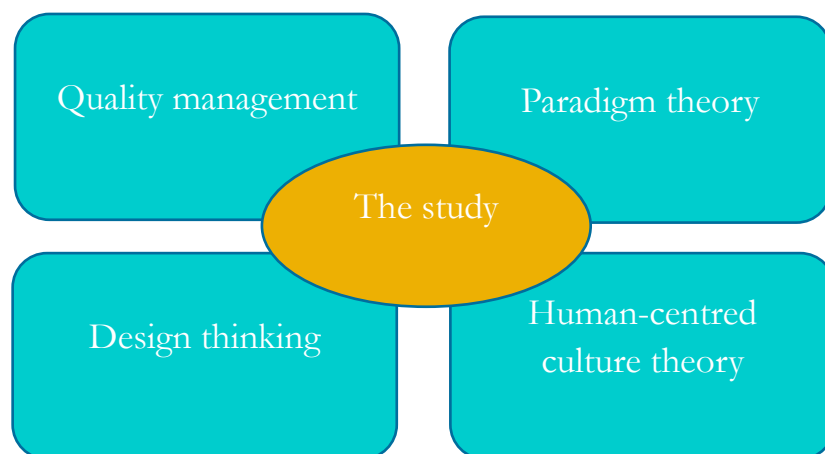 Quality management
Paradigm theory
The study
Design thinking
Human-centred
culture theory